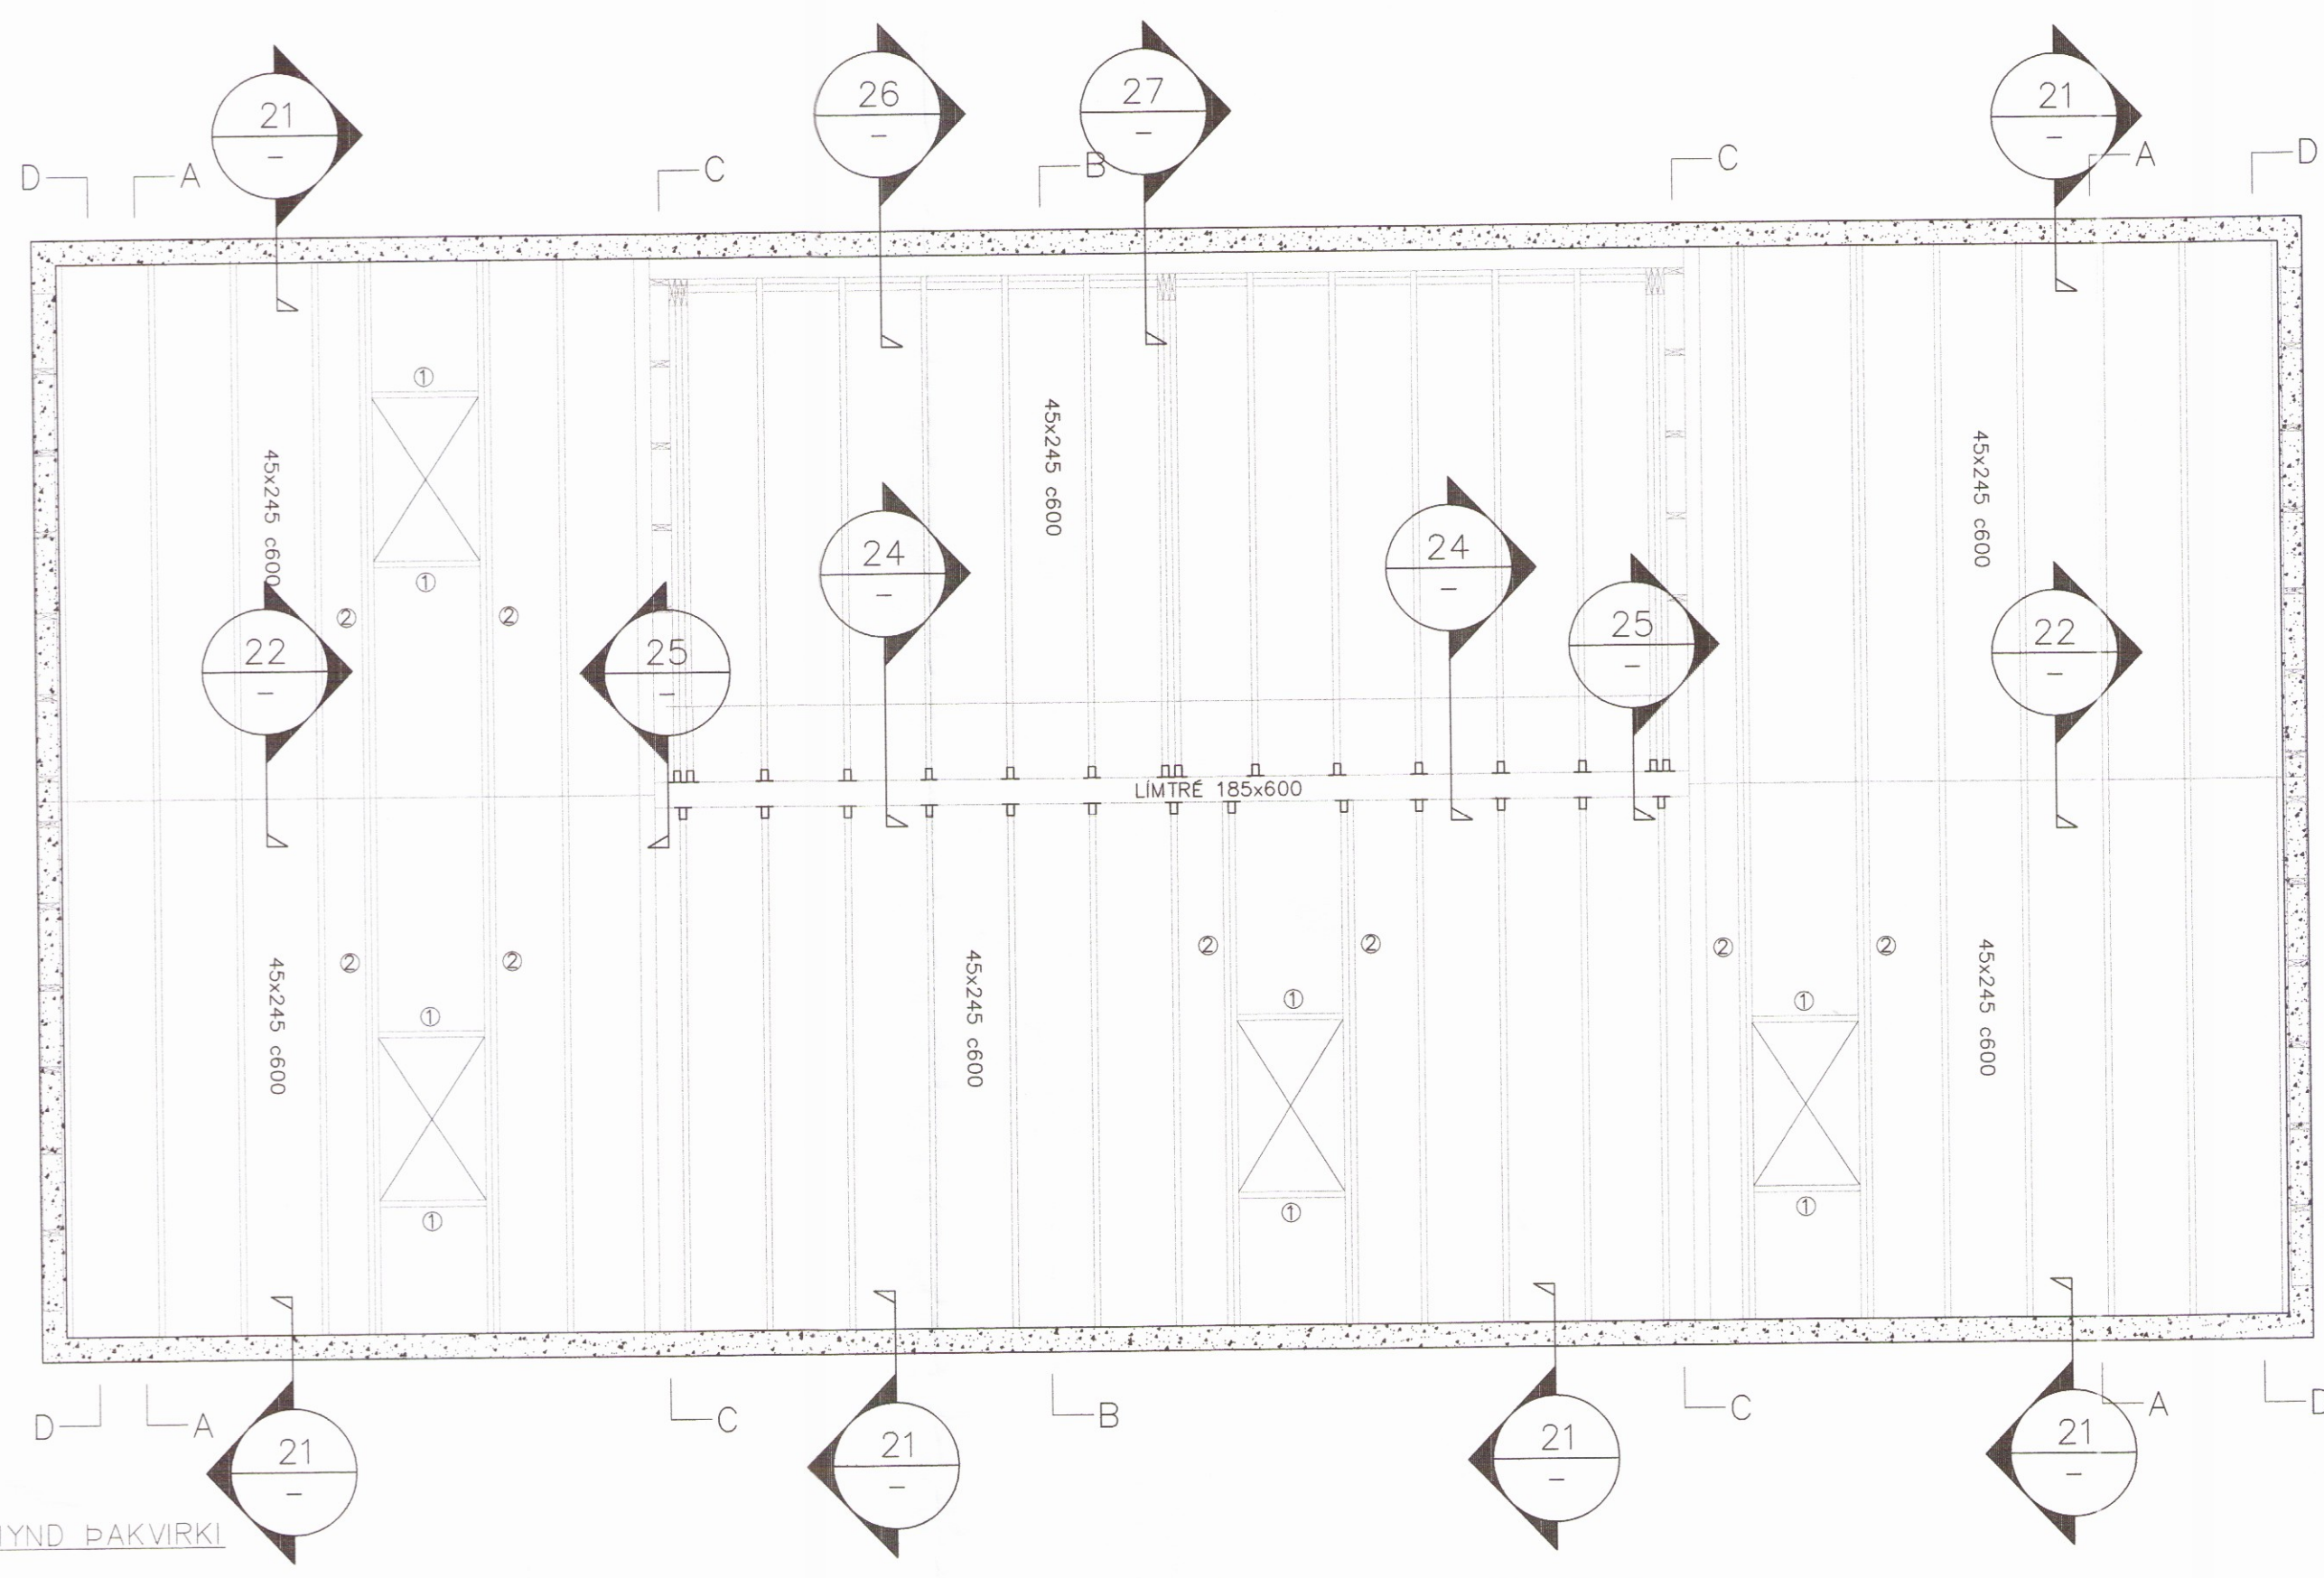 26
27
21
–
–
–
21
–
D
A
C
B
C
A
D
①
45x245 c600
45x245 c600
45x245 c600
①
24
–
24
–
②
②
22
–
25
–
25
–
22
–
LÍMTRÉ 185x600
②
②
②
②
②
②
45x245 c600
45x245 c600
45x245 c600
①
①
①
①
①
①
D
A
C
B
C
A
D
21
–
21
–
21
–
21
–
ÞAKVIRKI